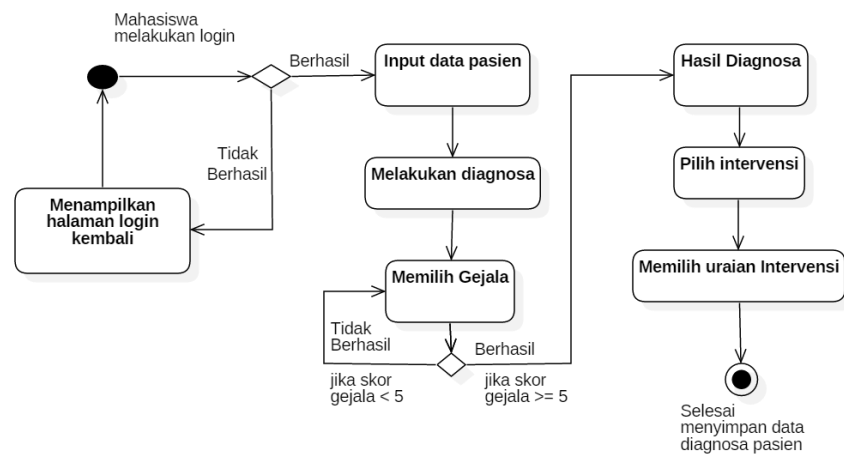 Mahasiswa
melakukan login
Berhasil
Tidak
Berhasil
Menampilkan
halaman login
kembali
Input data pasien
Melakukan diagnosa
Memilih Gejala
Tidak
Berhasil
jika skor
gejala < 5
Berhasil
jika skor
gejala >= 5
Hasil Diagnosa
Pilih intervensi
Memilih uraian Intervensi
Selesai
menyimpan data
diagnosa pasien